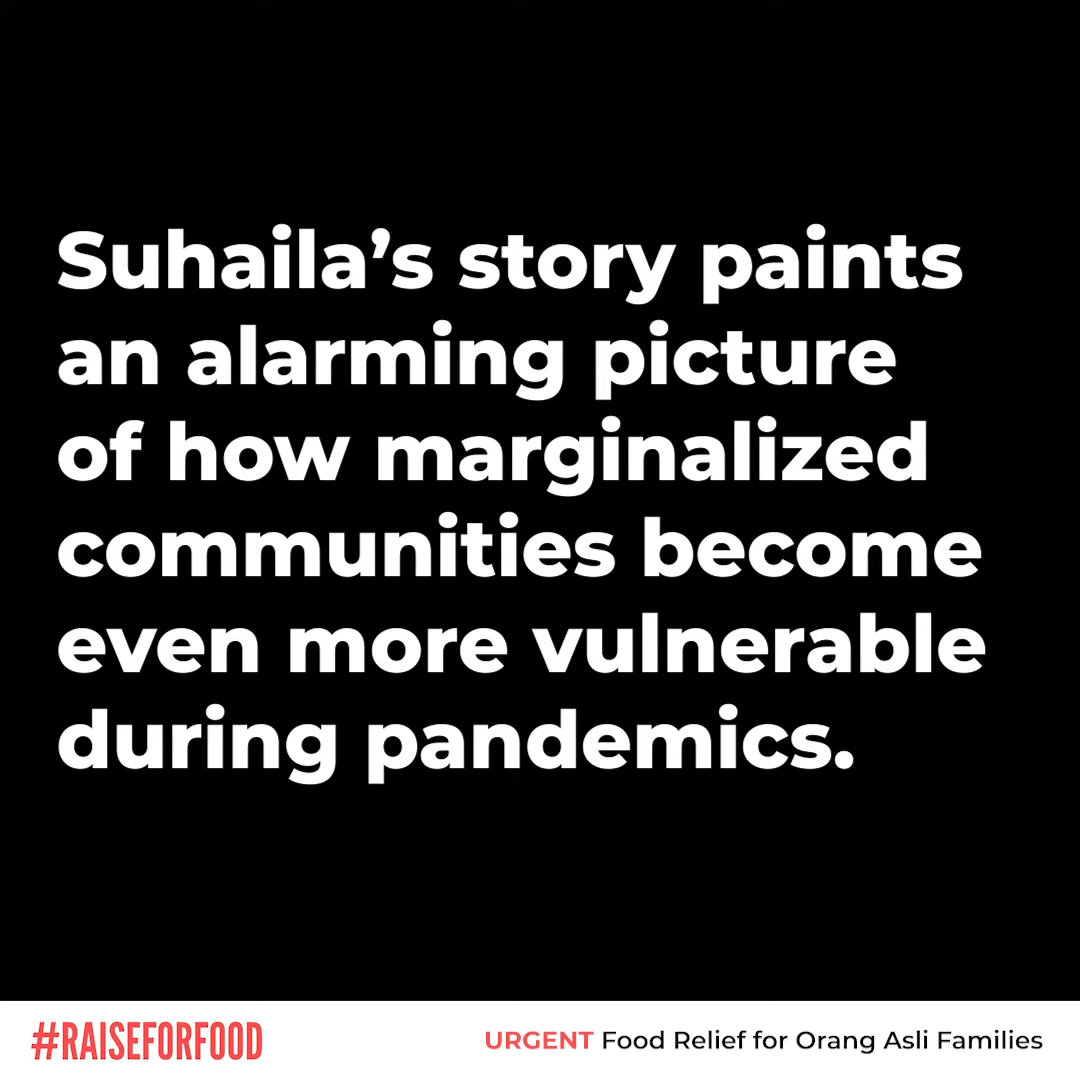 Suhaila’s story paints
an alarming picture
of how marginalized
communities become
even more vulnerable
during pandemics.
#RAISEFORFOOD
URGENT Food Relief for Orang Asli Families